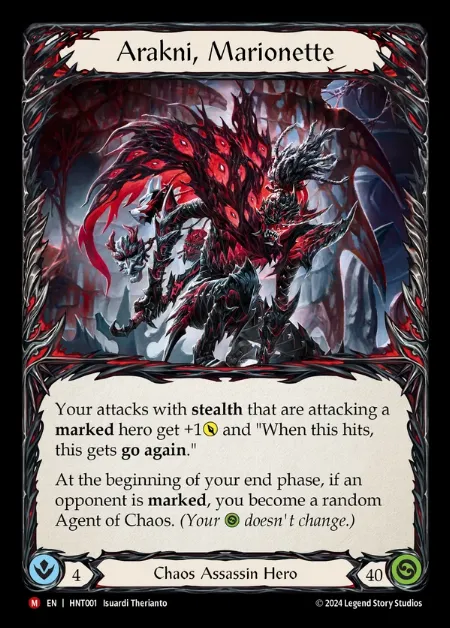 Arakni, Marionette
Your attacks with stealth that are attacking a
marked hero get +1 and "When this hits,
this gets go again."
At the beginning of your end phase, if an
opponent is marked, you become a random
Agent of Chaos. (Your doesn't change.)
4
Chaos Assassin Hero
40
M EN | HNT001 Isuardi Therianto
© 2024 Legend Story Studios